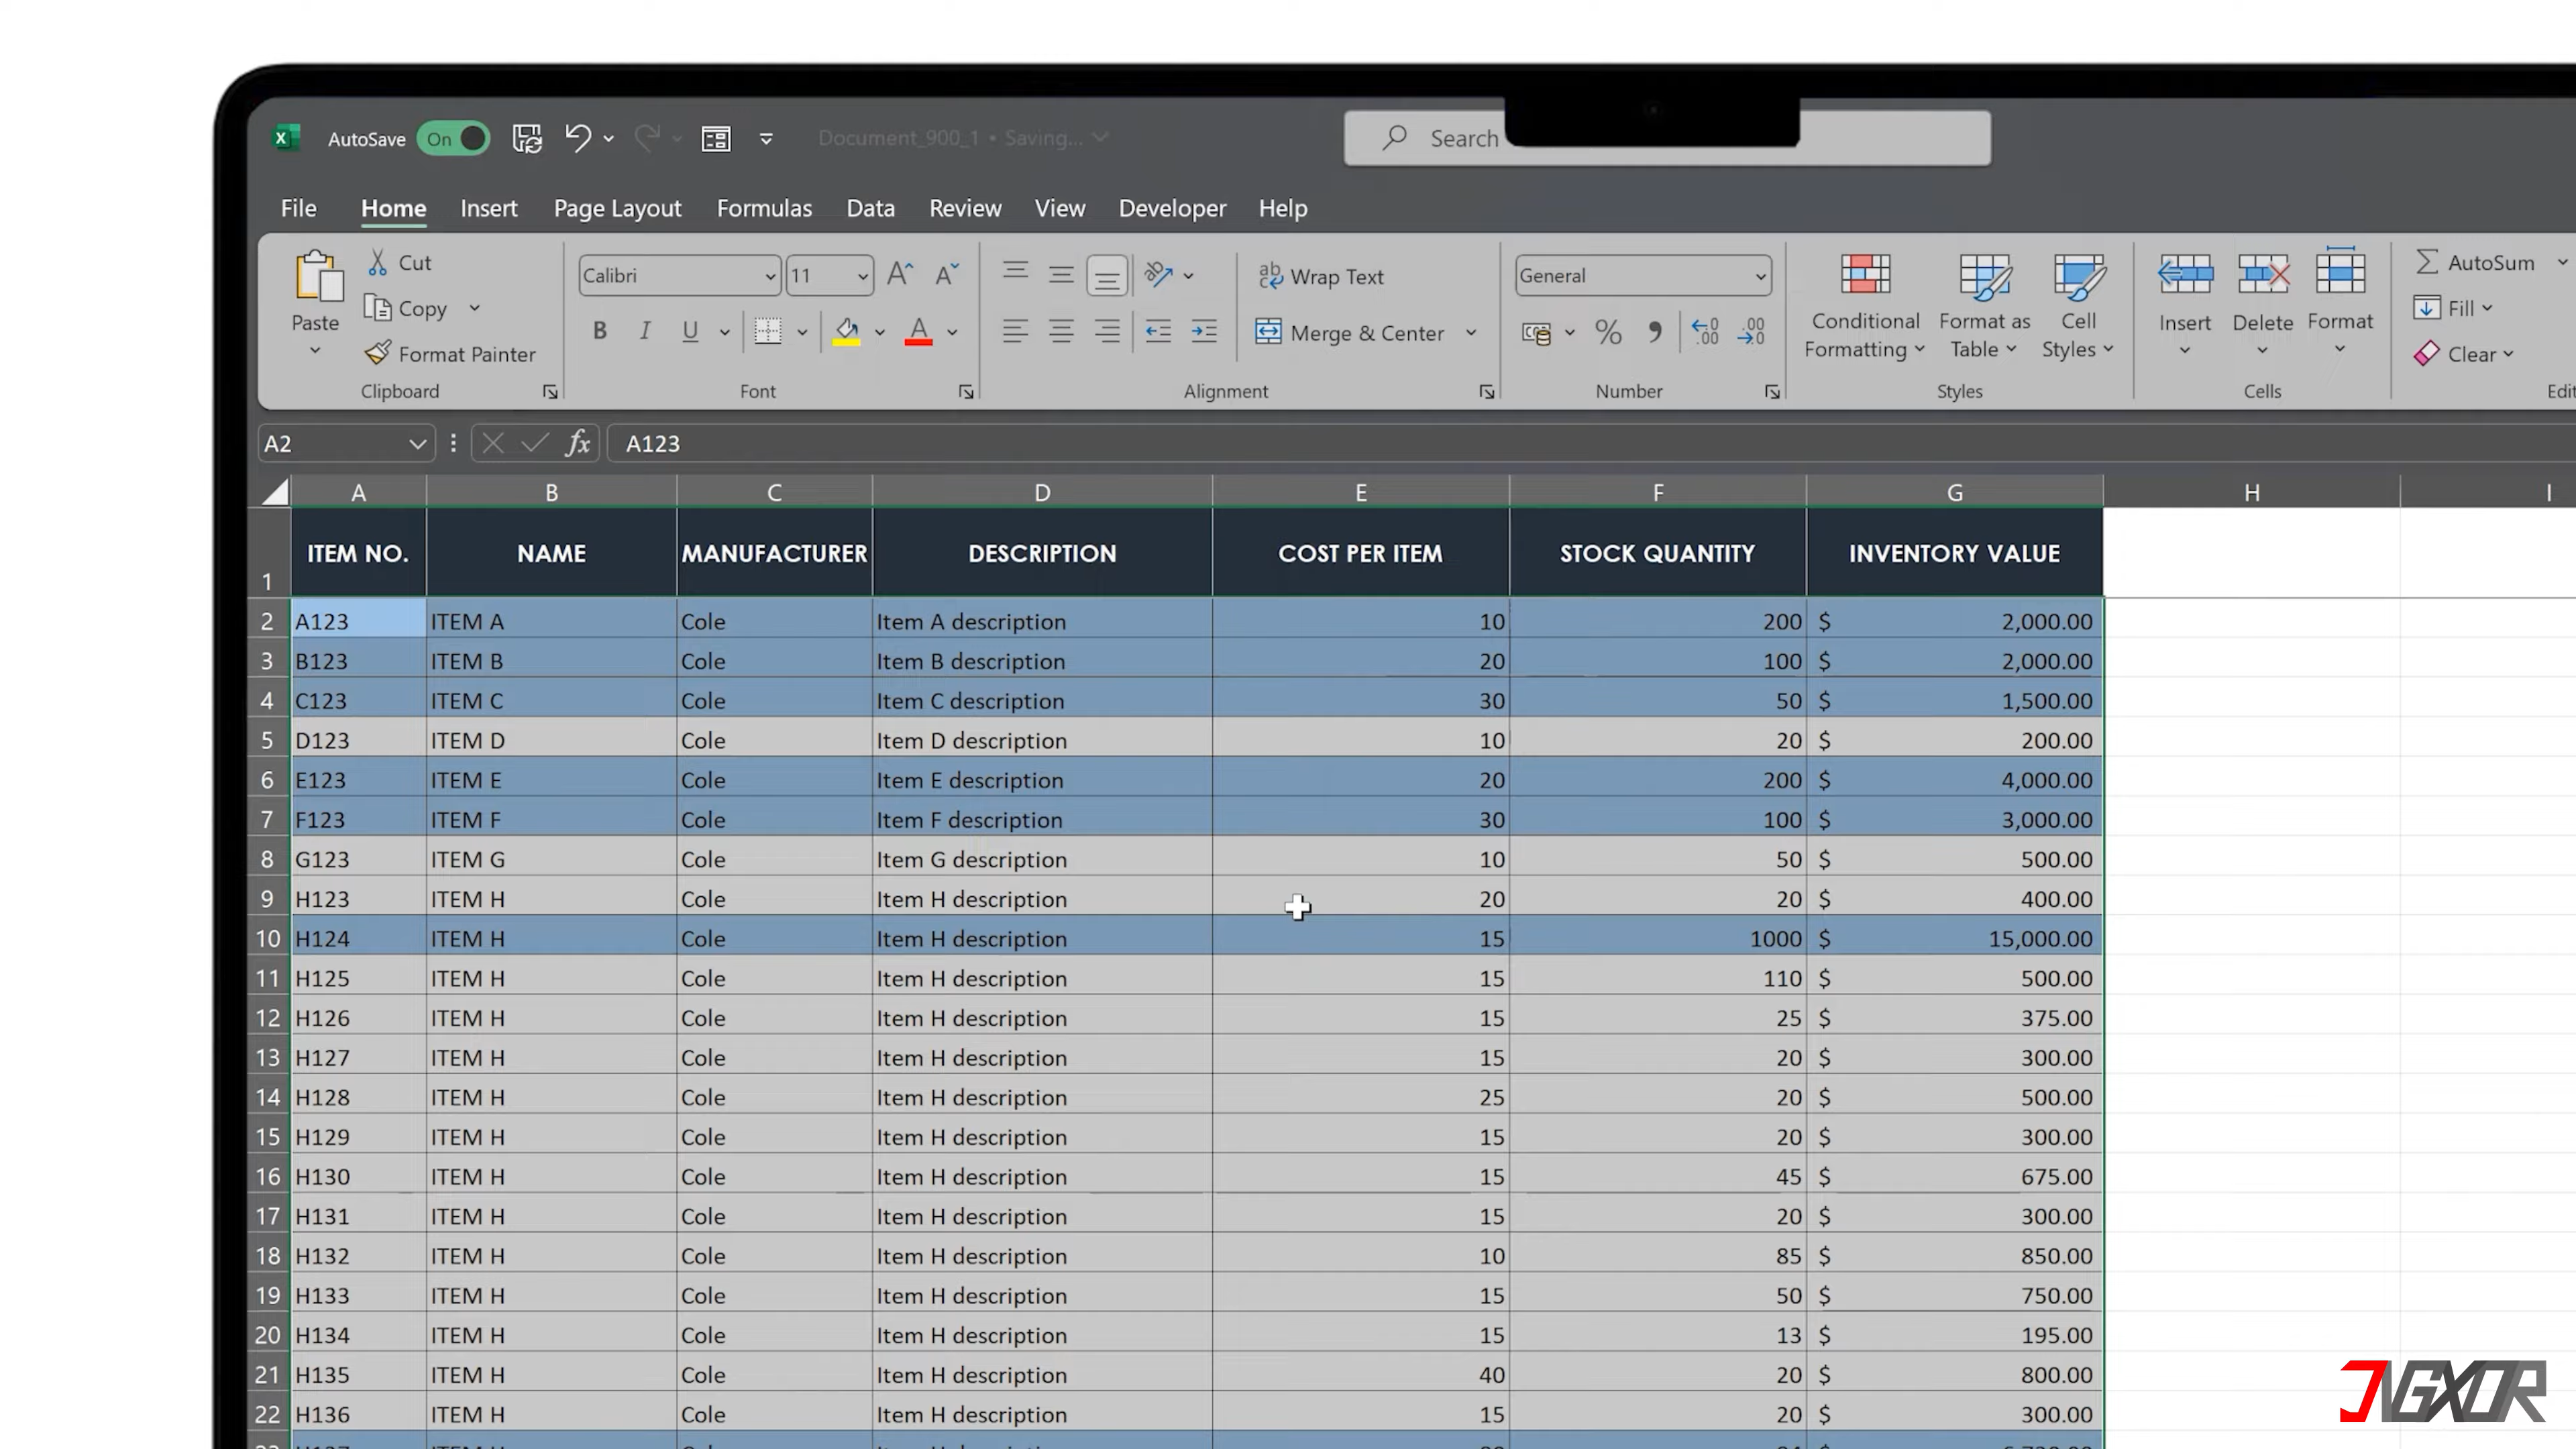 AutoSave On Document_900_1 • Saving... Search
File Home Insert Page Layout Formulas Data Review View Developer Help
Paste Cut Copy Format Painter Clipboard
Calibri 11 B I U A Font
Wrap Text Merge & Center Alignment
General % Number
Conditional Formatting Format as Table Cell Styles Styles
Insert Delete Format Cells
AutoSum Fill Clear
A2 fx A123
A B C D E F G H I
1 ITEM NO. NAME MANUFACTURER DESCRIPTION COST PER ITEM STOCK QUANTITY INVENTORY VALUE
2 A123 ITEM A Cole Item A description 10 200 $ 2,000.00
3 B123 ITEM B Cole Item B description 20 100 $ 2,000.00
4 C123 ITEM C Cole Item C description 30 50 $ 1,500.00
5 D123 ITEM D Cole Item D description 10 20 $ 200.00
6 E123 ITEM E Cole Item E description 20 200 $ 4,000.00
7 F123 ITEM F Cole Item F description 30 100 $ 3,000.00
8 G123 ITEM G Cole Item G description 10 50 $ 500.00
9 H123 ITEM H Cole Item H description 20 20 $ 400.00
10 H124 ITEM H Cole Item H description 15 1000 $ 15,000.00
11 H125 ITEM H Cole Item H description 15 110 $ 500.00
12 H126 ITEM H Cole Item H description 15 25 $ 375.00
13 H127 ITEM H Cole Item H description 15 20 $ 300.00
14 H128 ITEM H Cole Item H description 25 20 $ 500.00
15 H129 ITEM H Cole Item H description 15 20 $ 300.00
16 H130 ITEM H Cole Item H description 15 45 $ 675.00
17 H131 ITEM H Cole Item H description 15 20 $ 300.00
18 H132 ITEM H Cole Item H description 10 85 $ 850.00
19 H133 ITEM H Cole Item H description 15 50 $ 750.00
20 H134 ITEM H Cole Item H description 15 13 $ 195.00
21 H135 ITEM H Cole Item H description 40 20 $ 800.00
22 H136 ITEM H Cole Item H description 15 20 $ 300.00